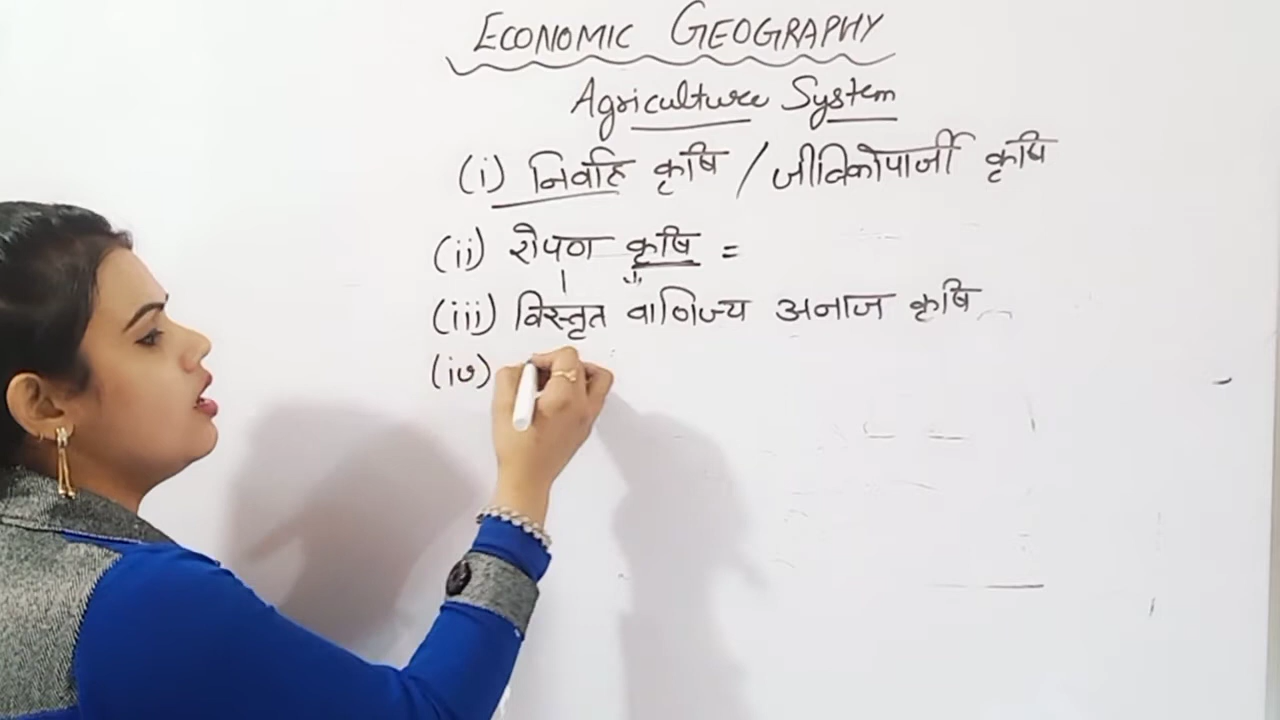 ECONOMIC GEOGRAPHY
Agriculture System
(i) निर्वाह कृषि / जीविकोपार्जी कृषि
(ii) रोपण कृषि =
(iii) विस्तृत वाणिज्य अनाज कृषि
(iv)